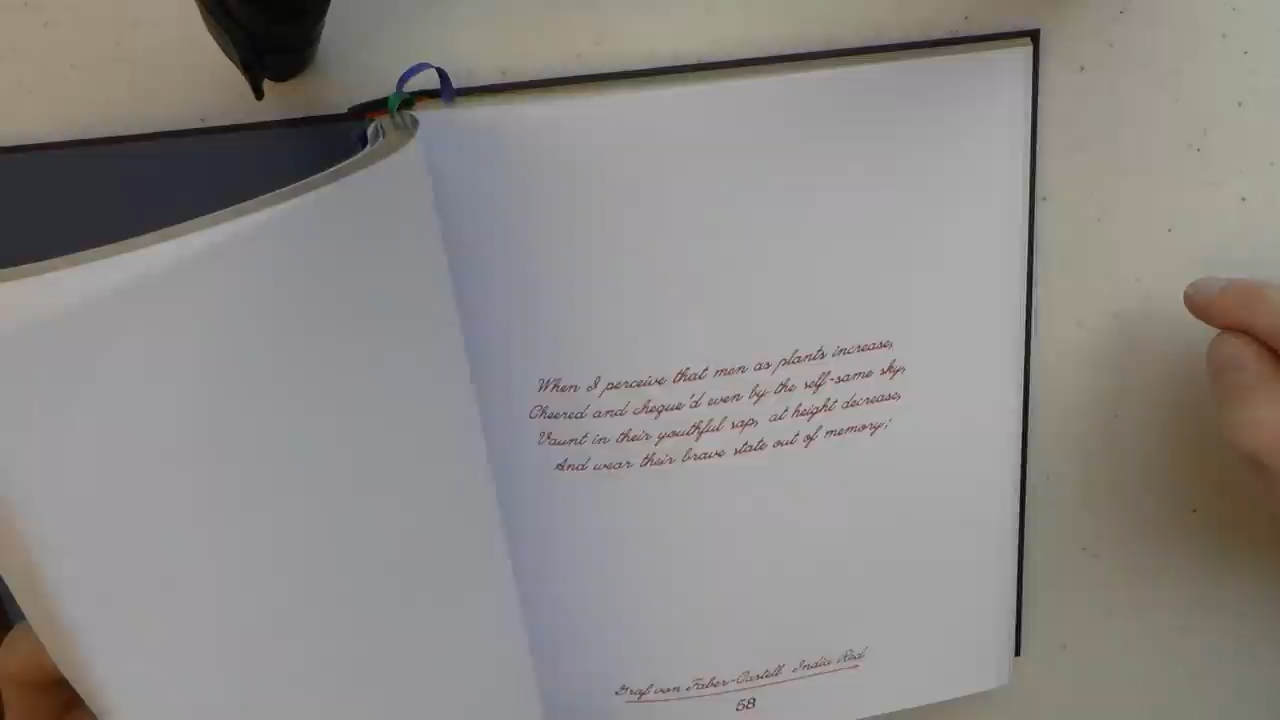 When I perceive that men as plants increase,
Cheered and cheque'd even by the self-same sky,
Vaunt in their youthful sap, at height decrease,
And wear their brave state out of memory;
Graf von Faber-Castell India Red
58